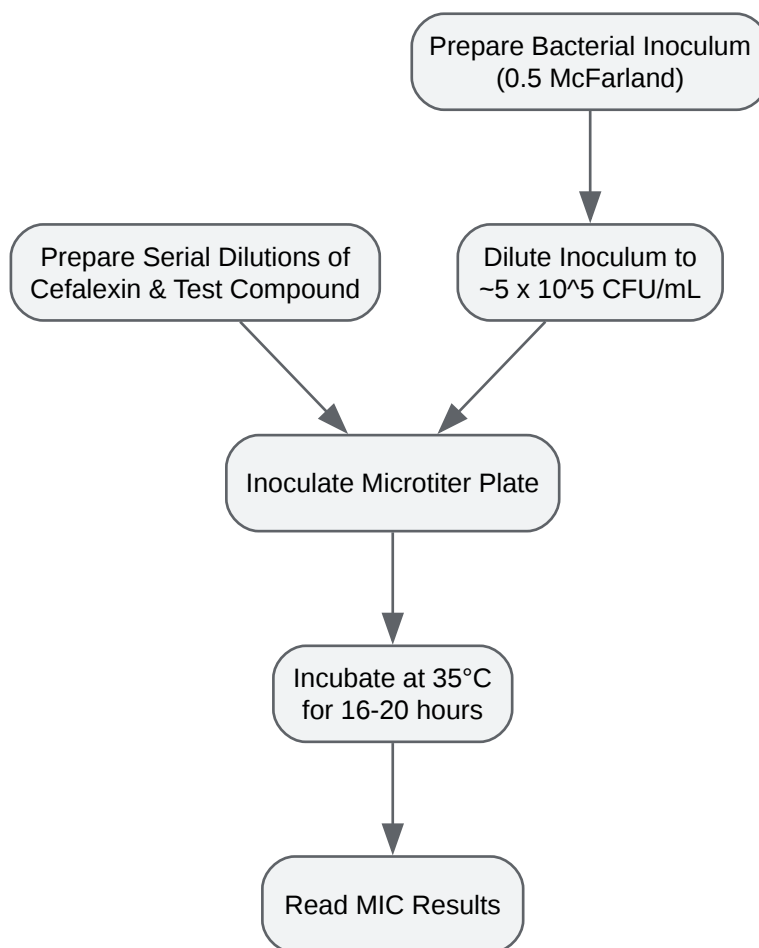 Prepare Bacterial Inoculum
(0.5 McFarland)
Prepare Serial Dilutions of
Cefalexin & Test Compound
Dilute Inoculum to
~5 x 10^5 CFU/mL
Inoculate Microtiter Plate
Incubate at 35°C
for 16-20 hours
Read MIC Results